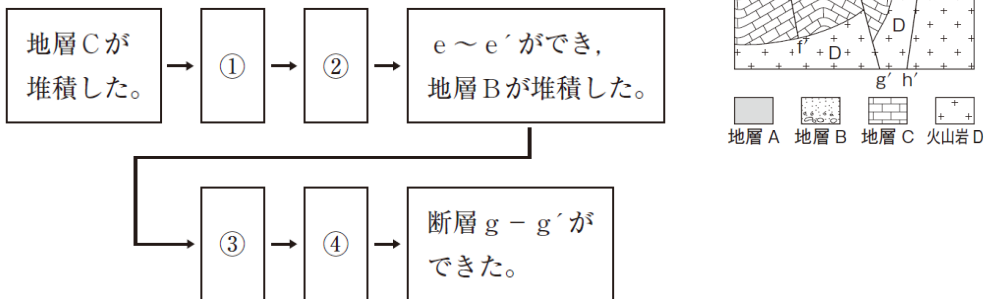 地層Cが
堆積した。
①
②
e～e´ができ，
地層Bが堆積した。
③
④
断層g－g´が
できた。
D
f′
D
g′ h′
地層A 地層B 地層C 火山岩D